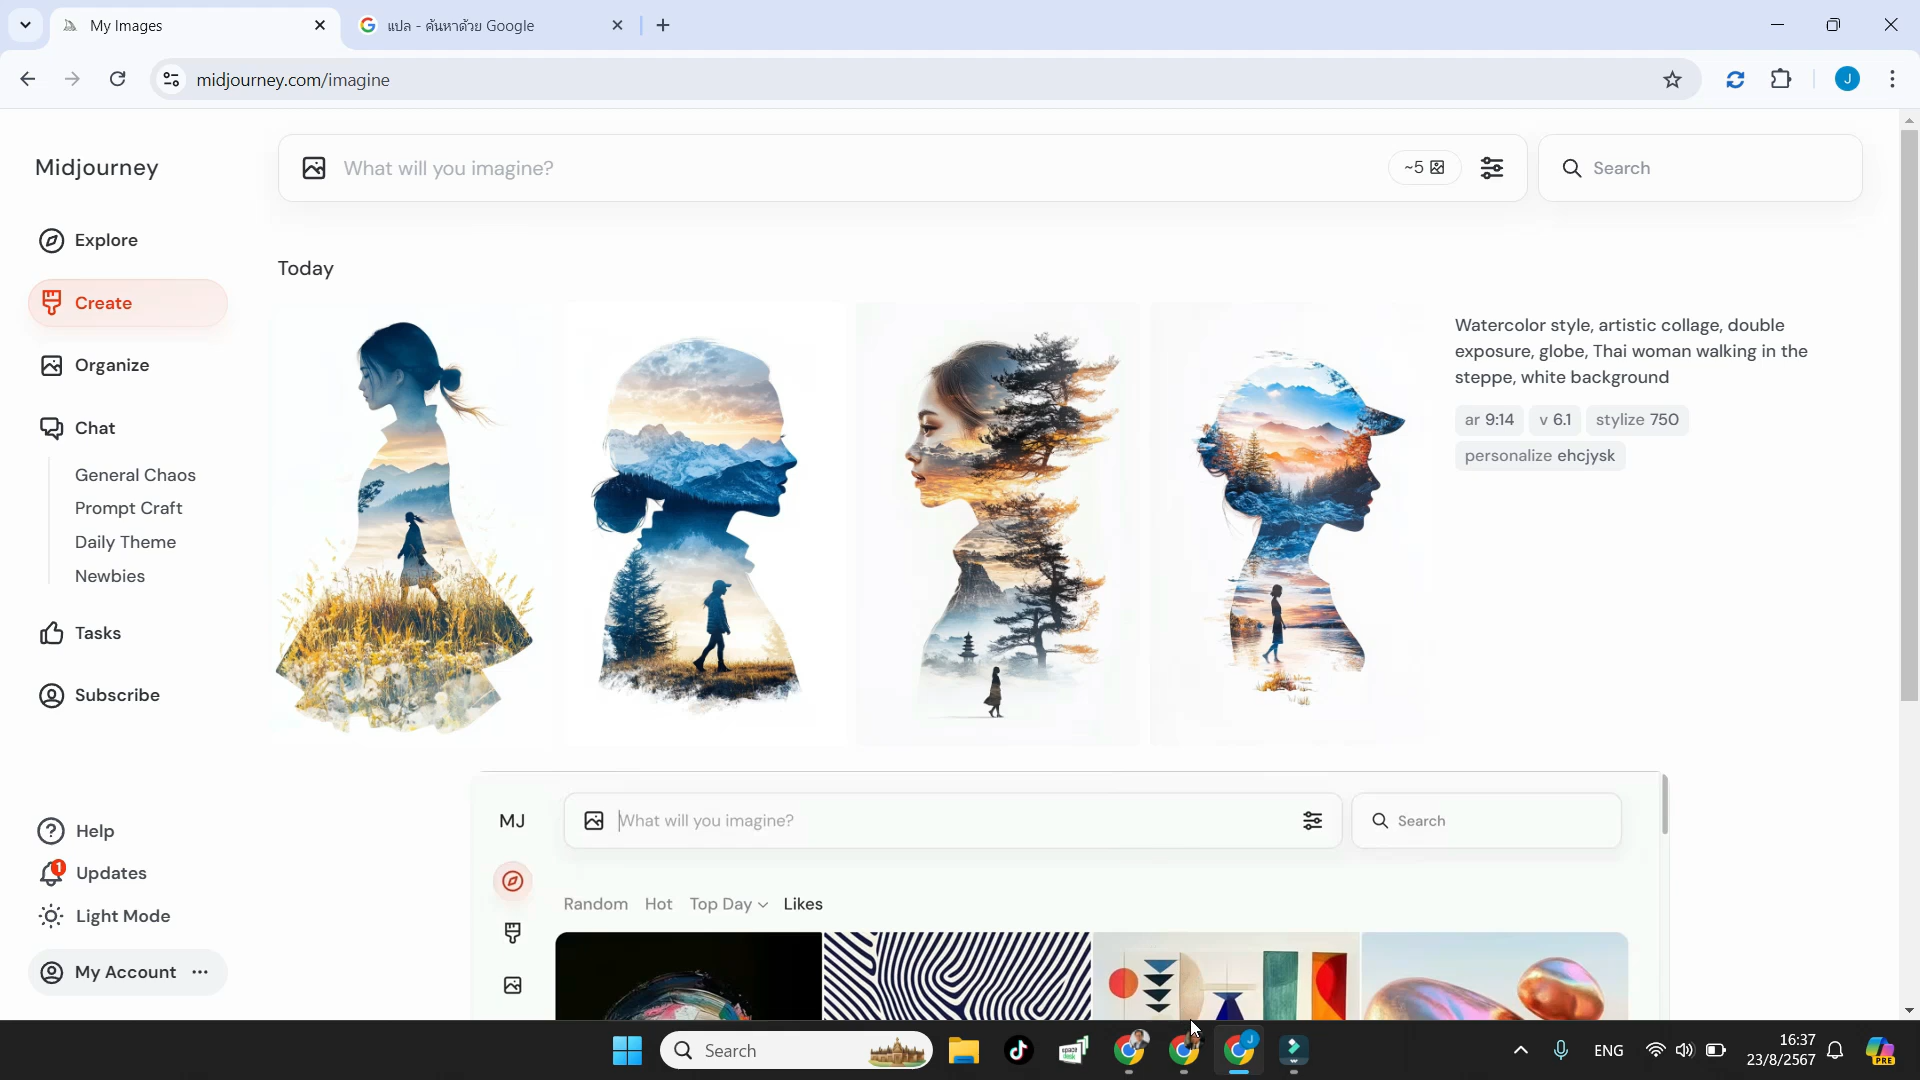 My Images
แปล - ค้นหาด้วย Google
midjourney.com/imagine
J
Midjourney
What will you imagine?
~5
Search
Explore
Create
Organize
Chat
General Chaos
Prompt Craft
Daily Theme
Newbies
Tasks
Subscribe
Help
1
Updates
Light Mode
My Account
Today
Watercolor style, artistic collage, double
exposure, globe, Thai woman walking in the
steppe, white background
ar 9:14 v 6.1 stylize 750
personalize ehcjysk
MJ
What will you imagine?
Search
Random Hot Top Day Likes
Search
space
desk
J
ENG
16:37
23/8/2567
PRE